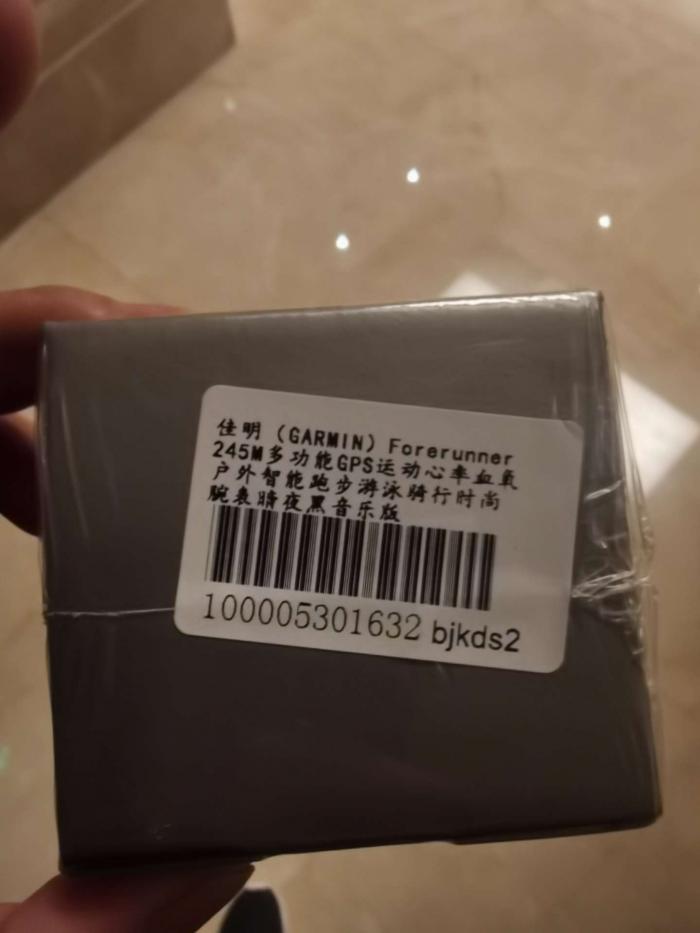 佳明（GARMIN）Forerunner
245M多功能GPS运动心率血氧
户外智能跑步游泳骑行时尚
腕表暗夜黑音乐版
100005301632 bjkds2